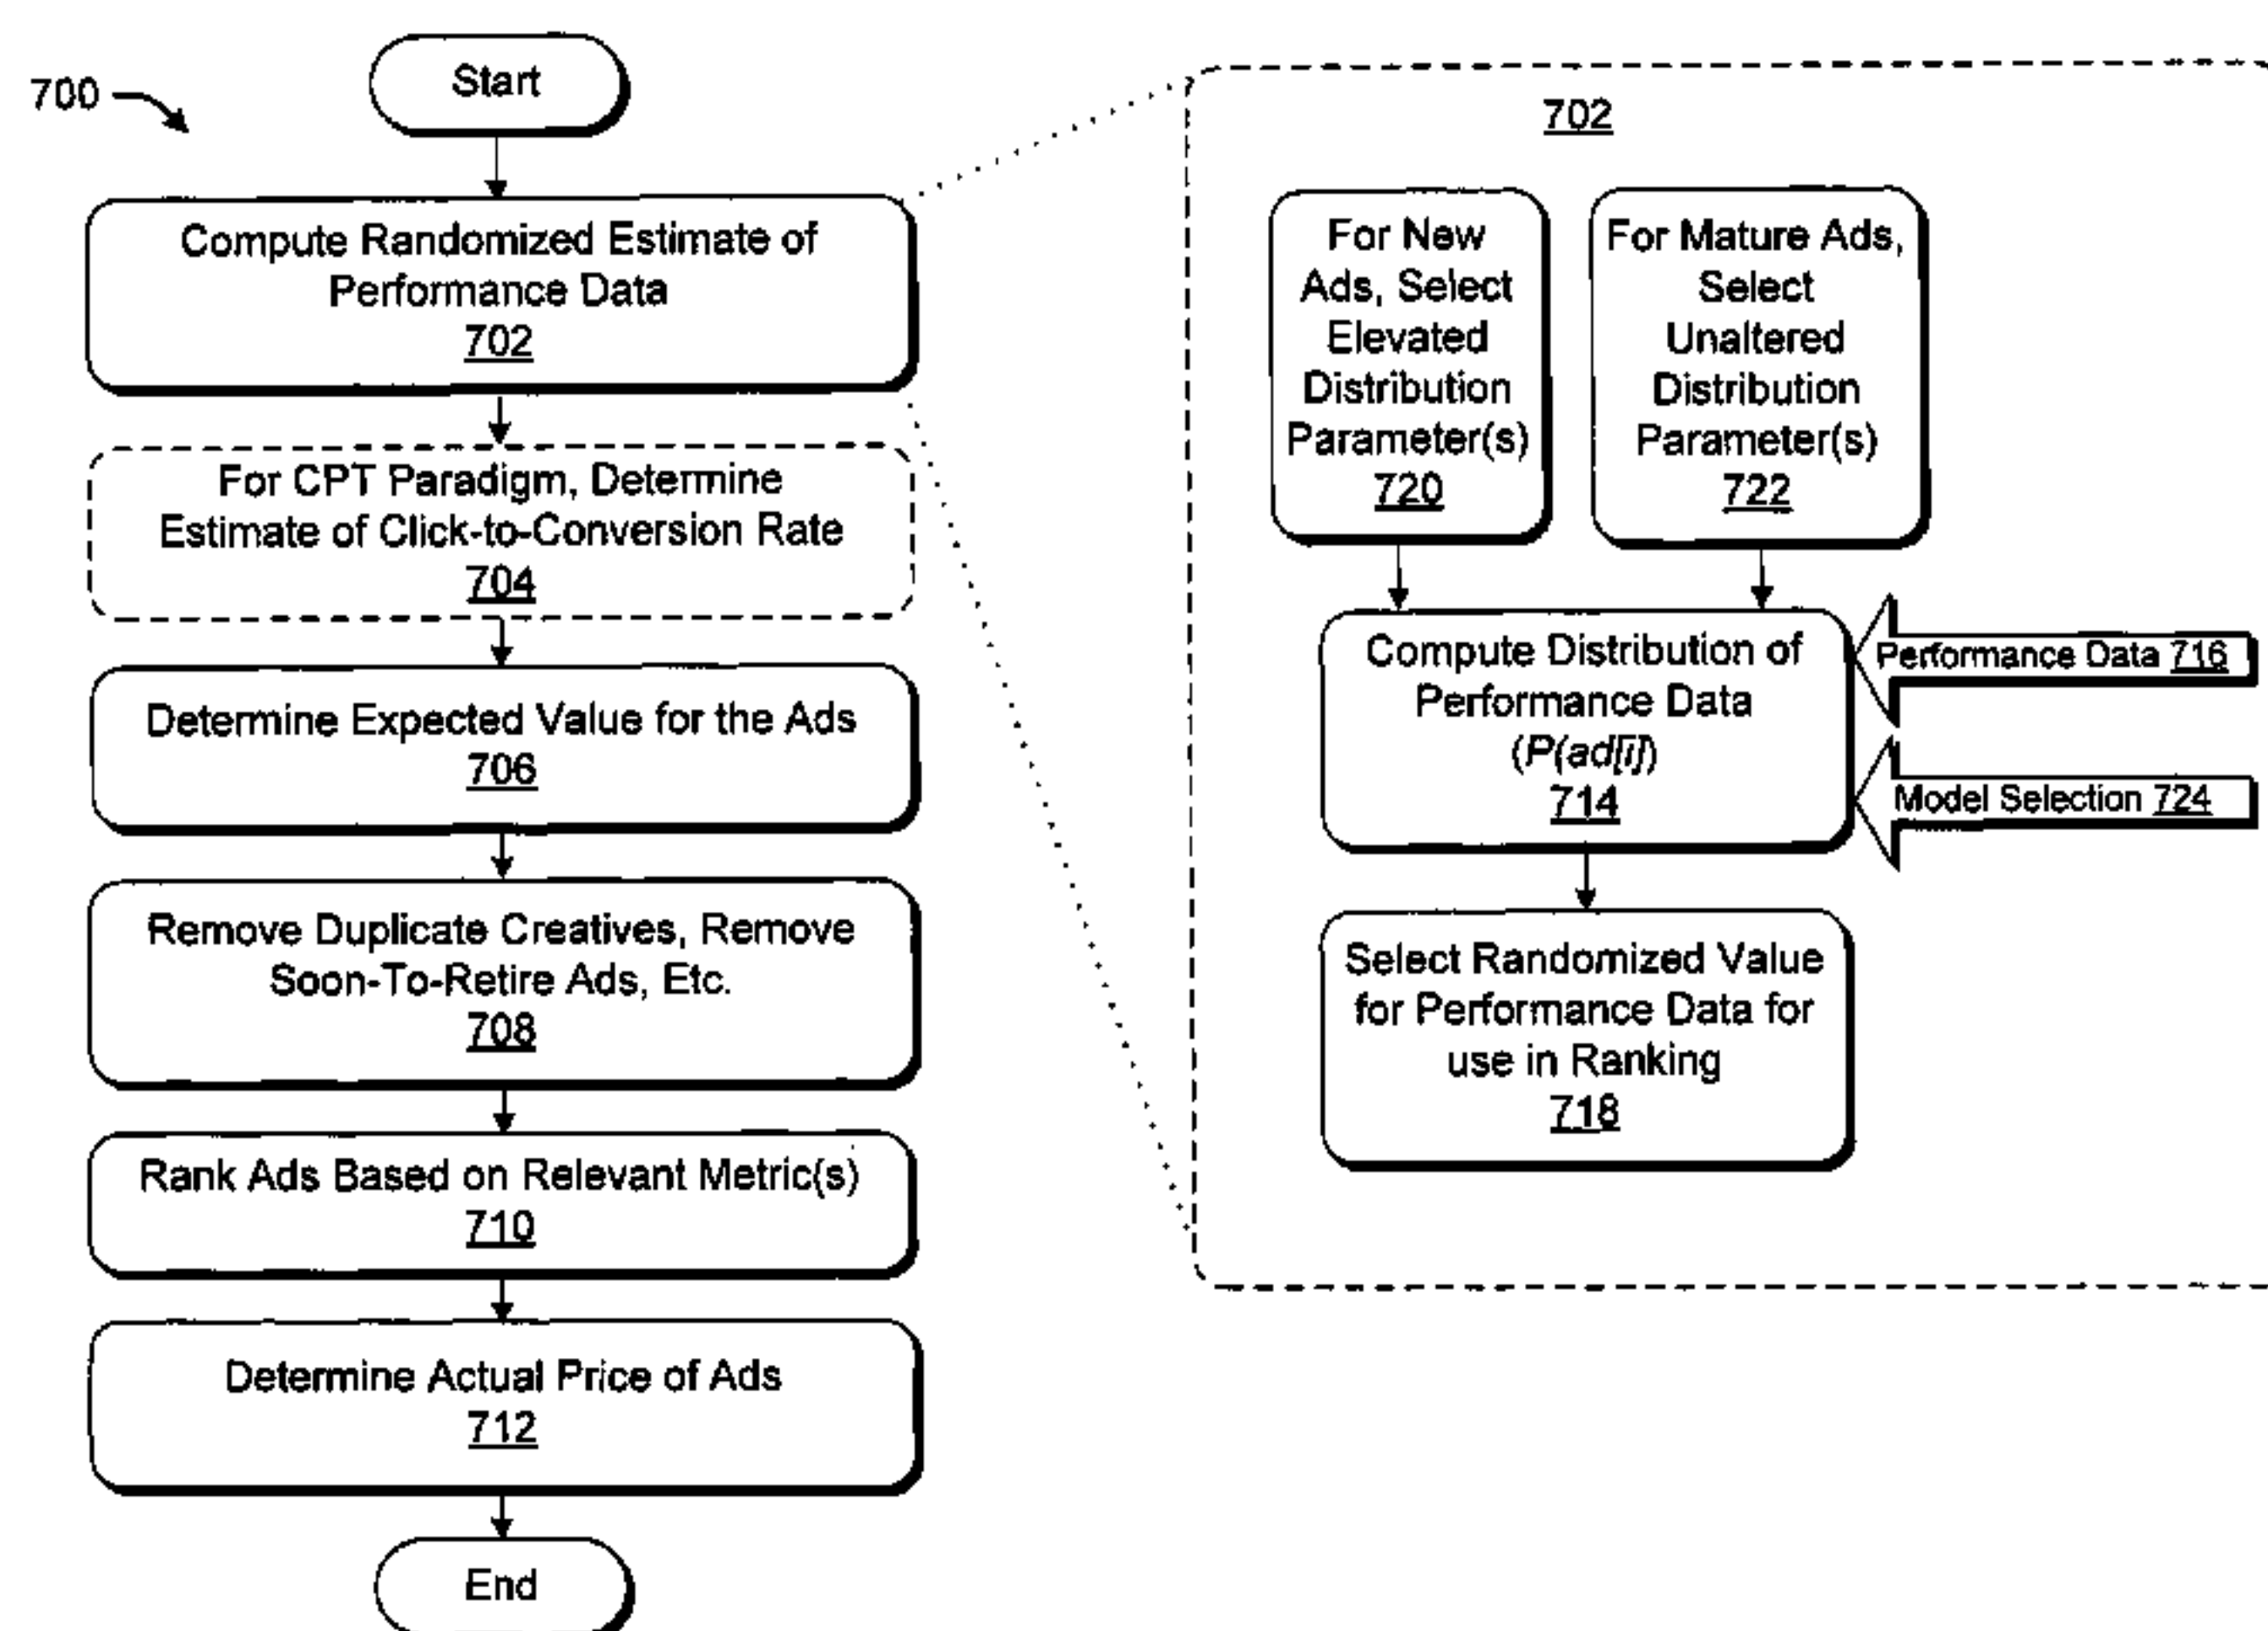 700
Start
Compute Randomized Estimate of
Performance Data
702
For CPT Paradigm, Determine
Estimate of Click-to-Conversion Rate
704
Determine Expected Value for the Ads
706
Remove Duplicate Creatives, Remove
Soon-To-Retire Ads, Etc.
708
Rank Ads Based on Relevant Metric(s)
710
Determine Actual Price of Ads
712
End
702
For New
Ads, Select
Elevated
Distribution
Parameter(s)
720
For Mature Ads,
Select
Unaltered
Distribution
Parameter(s)
722
Compute Distribution of
Performance Data
(P(ad[i])
714
Performance Data 716
Model Selection 724
Select Randomized Value
for Performance Data for
use in Ranking
718